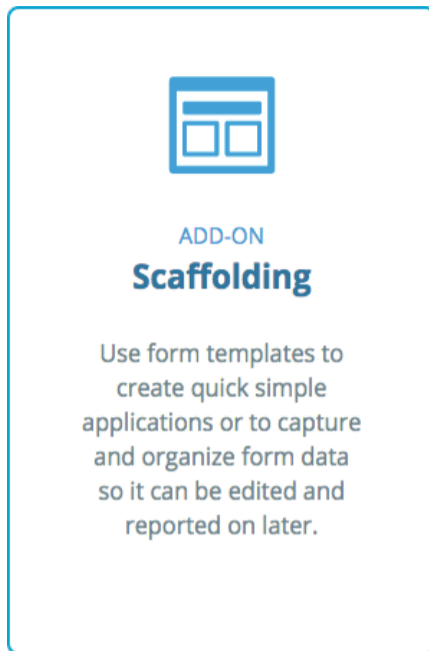 ADD-ON
Scaffolding
Use form templates to
create quick simple
applications or to capture
and organize form data
so it can be edited and
reported on later.